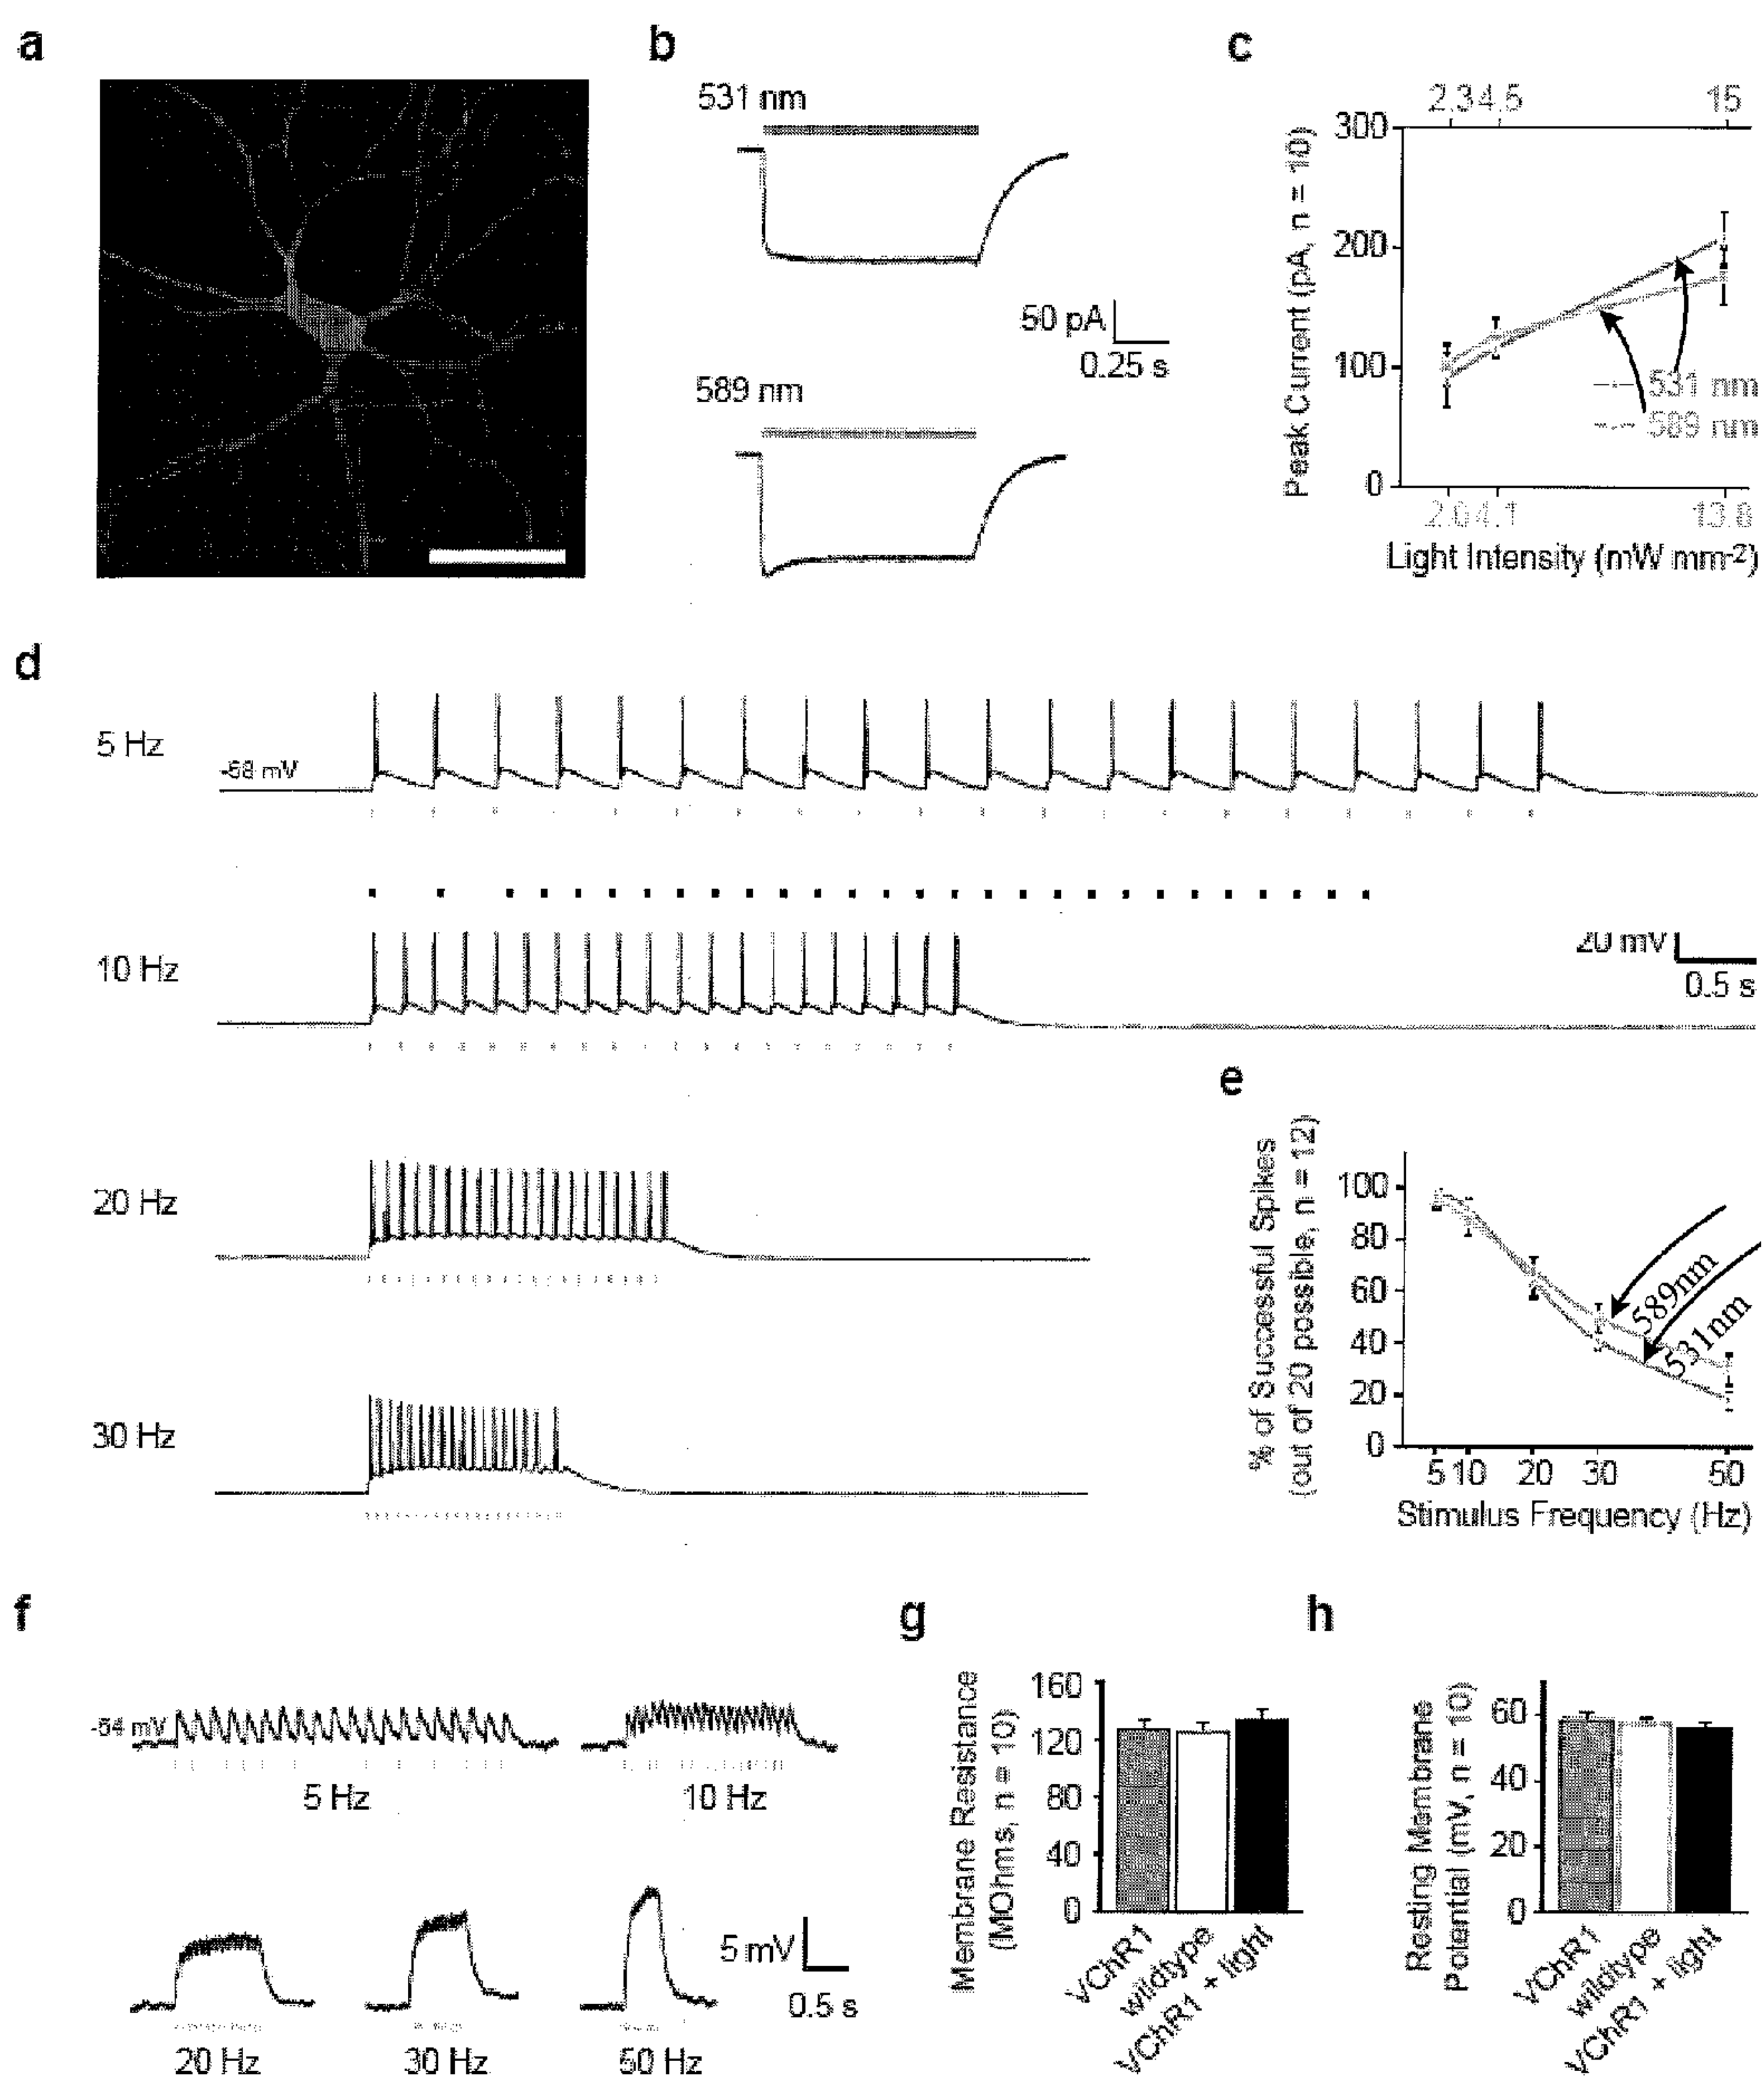 a
b
c
531 nm
50 pA
0.25 s
589 nm
2.3 4.5 15
300
200
100
0
Peak Current (pA, n = 10)
531 nm
589 nm
2.0 4.1 13.8
Light Intensity (mW mm-2)
d
5 Hz
-68 mV
10 Hz
20 mV
0.5 s
20 Hz
30 Hz
e
% of Successful Spikes
(out of 20 possible, n = 12)
100
80
60
40
20
0
589nm
531nm
5 10 20 30 50
Stimulus Frequency (Hz)
f
-64 mV
5 Hz
10 Hz
20 Hz
30 Hz
50 Hz
5 mV
0.5 s
g
Membrane Resistance
(MOhms, n = 10)
160
120
80
40
0
VChR1
wildtype
VChR1 + light
h
Resting Membrane
Potential (mV, n = 10)
60
40
20
0
VChR1
wildtype
VChR1 + light